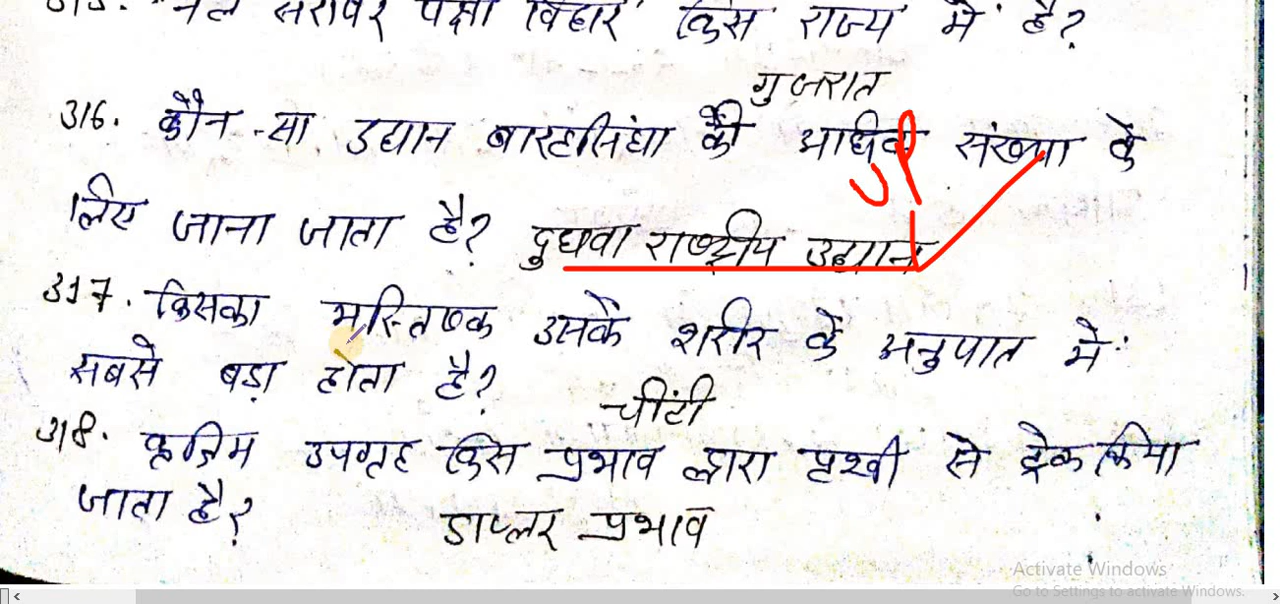 315. नल सरोवर पक्षी विहार किस राज्य में है?
गुजरात
316. कौन-सा उद्यान बारहसिंघा की अधिक संख्या के
लिए जाना जाता है? दुधवा राष्ट्रीय उद्यान
317. किसका मस्तिष्क उसके शरीर के अनुपात में
सबसे बड़ा होता है?
चींटी
318. कृत्रिम उपग्रह किस प्रभाव द्वारा पृथ्वी से ट्रेक किया
जाता है? डाप्लर प्रभाव
Activate Windows
Go to Settings to activate Windows.